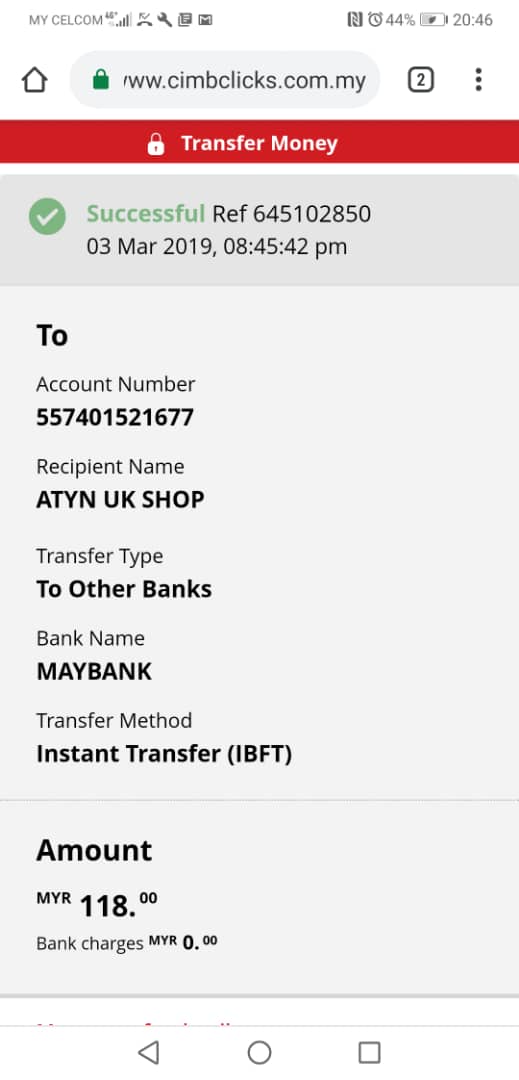 MY CELCOM 4G+ 44% 20:46
www.cimbclicks.com.my 2
Transfer Money
Successful Ref 645102850
03 Mar 2019, 08:45:42 pm
To
Account Number
557401521677
Recipient Name
ATYN UK SHOP
Transfer Type
To Other Banks
Bank Name
MAYBANK
Transfer Method
Instant Transfer (IBFT)
Amount
MYR 118.00
Bank charges MYR 0.00